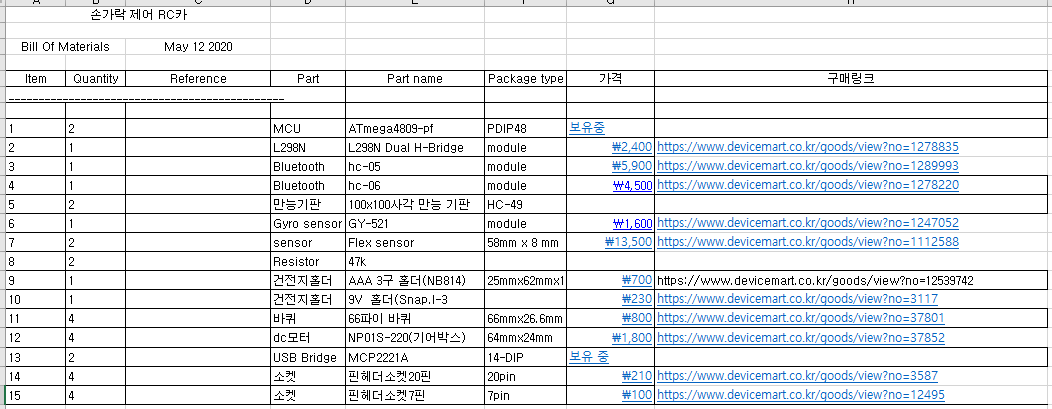 A B C D E F G H
손가락 제어 RC카
Bill Of Materials May 12 2020
Item Quantity Reference Part Part name Package type 가격 구매링크
----------------------------------------------
1 2 MCU ATmega4809-pf PDIP48 보유중
2 1 L298N L298N Dual H-Bridge module ₩2,400 https://www.devicemart.co.kr/goods/view?no=1278835
3 1 Bluetooth hc-05 module ₩5,900 https://www.devicemart.co.kr/goods/view?no=1289993
4 1 Bluetooth hc-06 module ₩4,500 https://www.devicemart.co.kr/goods/view?no=1278220
5 2 만능기판 100x100사각 만능 기판 HC-49
6 1 Gyro sensor GY-521 module ₩1,600 https://www.devicemart.co.kr/goods/view?no=1247052
7 2 sensor Flex sensor 58mm x 8 mm ₩13,500 https://www.devicemart.co.kr/goods/view?no=1112588
8 2 Resistor 47k
9 1 건전지홀더 AAA 3구 홀더(NB814) 25mmx62mmx1 ₩700 https://www.devicemart.co.kr/goods/view?no=12539742
10 1 건전지홀더 9V 홀더(Snap.I-3 ₩230 https://www.devicemart.co.kr/goods/view?no=3117
11 4 바퀴 66파이 바퀴 66mmx26.6mm ₩800 https://www.devicemart.co.kr/goods/view?no=37801
12 4 dc모터 NP01S-220(기어박스) 64mmx24mm ₩1,800 https://www.devicemart.co.kr/goods/view?no=37852
13 2 USB Bridge MCP2221A 14-DIP 보유 중
14 4 소켓 핀헤더소켓20핀 20pin ₩210 https://www.devicemart.co.kr/goods/view?no=3587
15 4 소켓 핀헤더소켓7핀 7pin ₩100 https://www.devicemart.co.kr/goods/view?no=12495